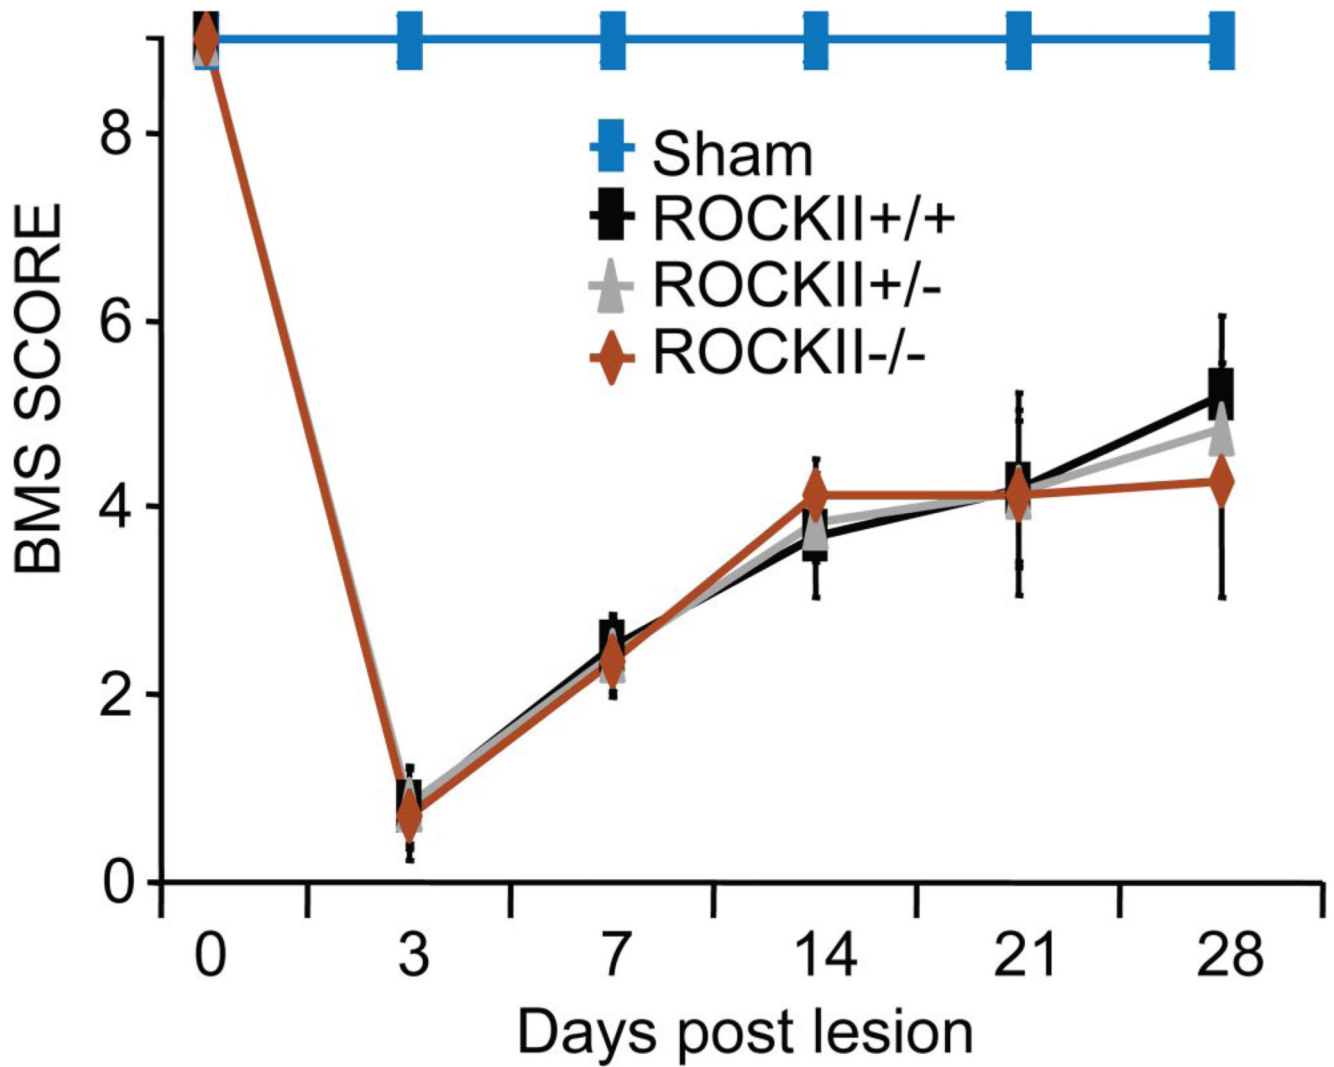 8
6
4
2
0
BMS SCORE
Sham
ROCKII+/+
ROCKII+/-
ROCKII-/-
0 3 7 14 21 28
Days post lesion